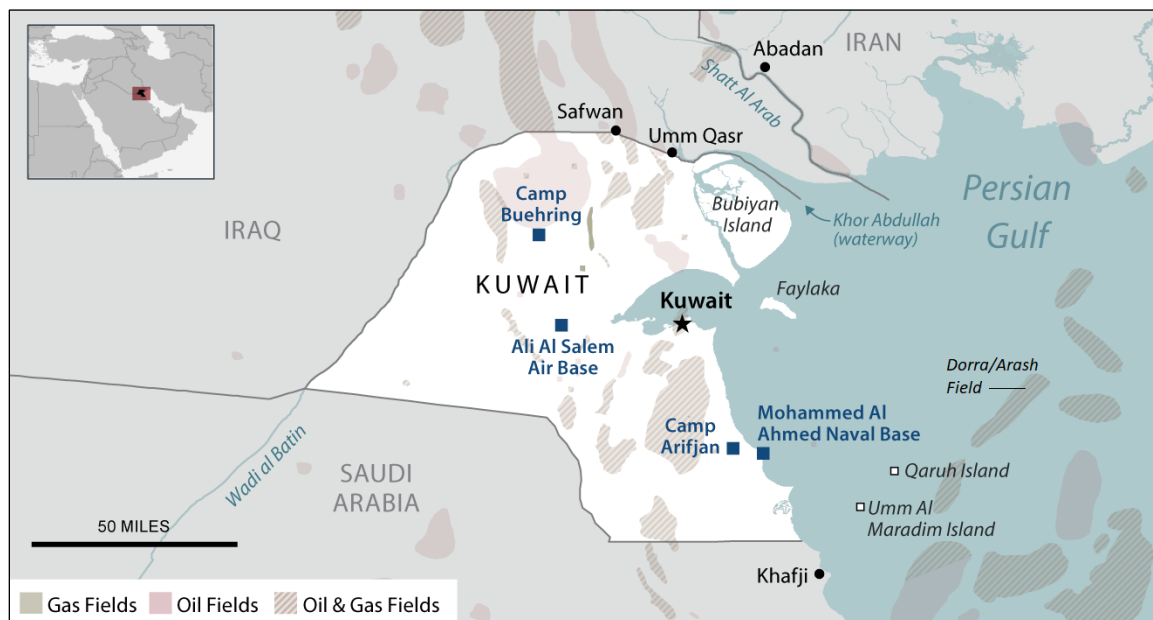 Abadan
IRAN
Shatt Al Arab
Safwan
Umm Qasr
Persian
Gulf
Camp
Buehring
Bubiyan
Island
Khor Abdullah
(waterway)
IRAQ
KUWAIT
Kuwait
Faylaka
Ali Al Salem
Air Base
Dorra/Arash
Field
Mohammed Al
Ahmed Naval Base
Camp
Arifjan
Qaruh Island
Umm Al
Maradim Island
Wadi al Batin
SAUDI
ARABIA
50 MILES
Khafji
Gas Fields
Oil Fields
Oil & Gas Fields